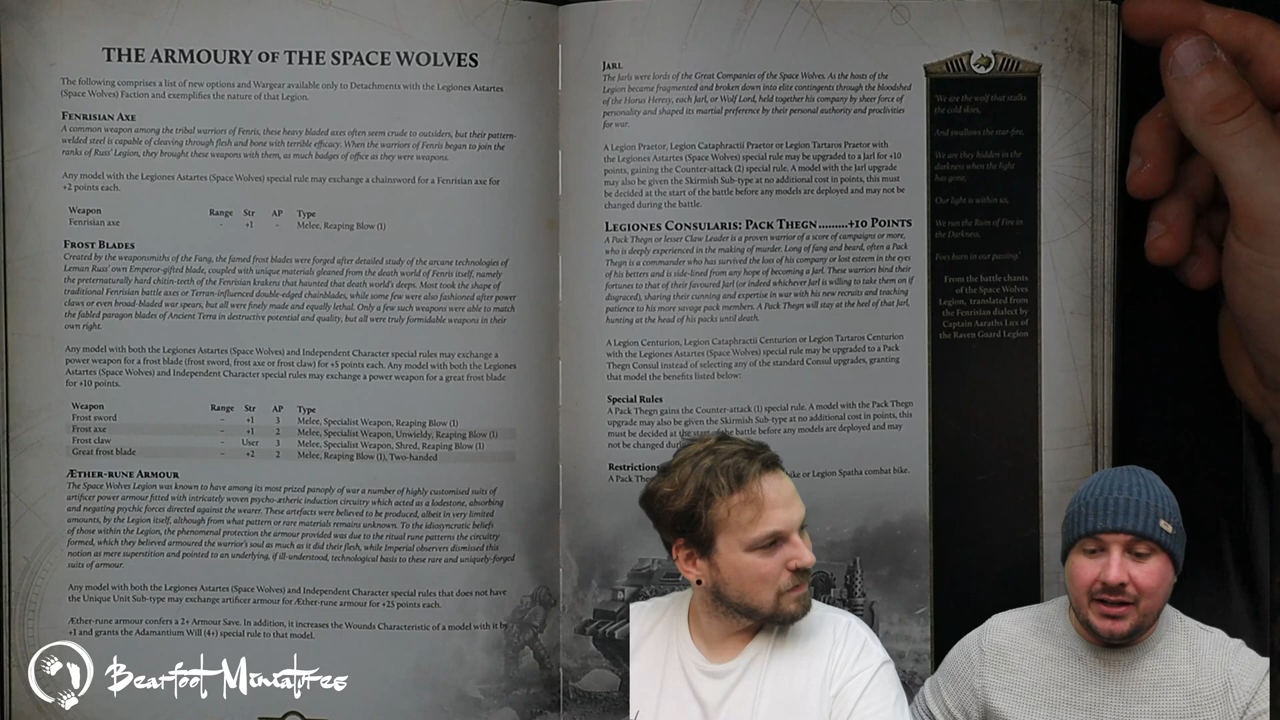 THE ARMOURY OF THE SPACE WOLVES
The following comprises a list of new options and Wargear available only to Detachments with the Legiones Astartes
(Space Wolves) Faction and exemplifies the nature of that Legion.
FENRISIAN AXE
A common weapon among the tribal warriors of Fenris, these heavy bladed axes often seem crude to outsiders, but their pattern-
welded steel is capable of cleaving through flesh and bone with terrible efficacy. When the warriors of Fenris began to join the
ranks of Russ' Legion, they brought these weapons with them, as much badges of office as they were weapons.
Any model with the Legiones Astartes (Space Wolves) special rule may exchange a chainsword for a Fenrisian axe for
+2 points each.
Weapon Range Str AP Type
Fenrisian axe - +1 - Melee, Reaping Blow (1)
FROST BLADES
Created by the weaponsmiths of the Fang, the famed frost blades were forged after detailed study of the arcane technologies of
Leman Russ' own Emperor-gifted blade, coupled with unique materials gleaned from the death world of Fenris itself, namely
the preternaturally hard chitin-teeth of the Fenrisian krakens that haunted that death world's deeps. Most took the shape of
traditional Fenrisian battle axes or Terran-influenced double-edged chainblades, while some few were also fashioned after power
claws or even broad-bladed war spears, but all were finely made and equally lethal. Only a few such weapons were able to match
the fabled paragon blades of Ancient Terra in destructive potential and quality, but all were truly formidable weapons in their
own right.
Any model with both the Legiones Astartes (Space Wolves) and Independent Character special rules may exchange a
power weapon for a frost blade (frost sword, frost axe or frost claw) for +5 points each. Any model with both the Legiones
Astartes (Space Wolves) and Independent Character special rules may exchange a power weapon for a great frost blade
for +10 points.
Weapon Range Str AP Type
Frost sword – +1 3 Melee, Specialist Weapon, Reaping Blow (1)
Frost axe – +1 2 Melee, Specialist Weapon, Unwieldy, Reaping Blow (1)
Frost claw – User 3 Melee, Specialist Weapon, Shred, Reaping Blow (1)
Great frost blade – +2 2 Melee, Reaping Blow (1), Two-handed
ÆTHER-RUNE ARMOUR
The Space Wolves Legion was known to have among its most prized panoply of war a number of highly customised suits of
artificer power armour fitted with intricately woven psycho-ætheric induction circuitry which acted as a lodestone, absorbing
and negating psychic forces directed against the wearer. These artefacts were believed to be produced, albeit in very limited
amounts, by the Legion itself, although from what pattern or rare materials remains unknown. To the idiosyncratic beliefs
of those within the Legion, the phenomenal protection the armour provided was due to the ritual rune patterns the circuitry
formed, which they believed armoured the warrior's soul as much as it did their flesh, while Imperial observers dismissed this
notion as mere superstition and pointed to an underlying, if ill-understood, technological basis to these rare and uniquely-forged
suits of armour.
Any model with both the Legiones Astartes (Space Wolves) and Independent Character special rules that does not have
the Unique Unit Sub-type may exchange artificer armour for Æther-rune armour for +25 points each.
Æther-rune armour confers a 2+ Armour Save. In addition, it increases the Wounds Characteristic of a model with it by
+1 and grants the Adamantium Will (4+) special rule to that model.
JARL
The Jarls were lords of the Great Companies of the Space Wolves. As the hosts of the
Legion became fragmented and broken down into elite contingents through the bloodshed
of the Horus Heresy, each Jarl, or Wolf Lord, held together his company by sheer force of
personality and shaped its martial preference by their personal authority and proclivities
for war.
A Legion Praetor, Legion Cataphractii Praetor or Legion Tartaros Praetor with
the Legiones Astartes (Space Wolves) special rule may be upgraded to a Jarl for +10
points, gaining the Counter-attack (2) special rule. A model with the Jarl upgrade
may also be given the Skirmish Sub-type at no additional cost in points, this must
be decided at the start of the battle before any models are deployed and may not be
changed during the battle.
LEGIONES CONSULARIS: PACK THEGN.........+10 POINTS
A Pack Thegn or lesser Claw Leader is a proven warrior of a score of campaigns or more,
who is deeply experienced in the making of murder. Long of fang and beard, often a Pack
Thegn is a commander who has survived the loss of his company or lost esteem in the eyes
of his betters and is side-lined from any hope of becoming a Jarl. These warriors bind their
fortunes to that of their favoured Jarl (or indeed whichever Jarl is willing to take them on if
disgraced), sharing their cunning and expertise in war with his new recruits and teaching
patience to his more savage pack members. A Pack Thegn will stay at the heel of that Jarl,
hunting at the head of his packs until death.
A Legion Centurion, Legion Cataphractii Centurion or Legion Tartaros Centurion
with the Legiones Astartes (Space Wolves) special rule may be upgraded to a Pack
Thegn Consul instead of selecting any of the standard Consul upgrades, granting
that model the benefits listed below:
Special Rules
A Pack Thegn gains the Counter-attack (1) special rule. A model with the Pack Thegn
upgrade may also be given the Skirmish Sub-type at no additional cost in points, this
must be decided at the start of the battle before any models are deployed and may
not be changed during
Restrictions
A Pack Thegn bike or Legion Spatha combat bike.
'We are the wolf that stalks
the cold skies,
And swallows the star-fire,
We are they hidden in the
darkness when the light
has gone,
Our light is within us,
We run the Ruin of Fire in
the Darkness,
Foes burn in our passing.'
From the battle chants
of the Space Wolves
Legion, translated from
the Fenrisian dialect by
Captain Aaraths Lux of
the Raven Guard Legion
Bearfoot Miniatures